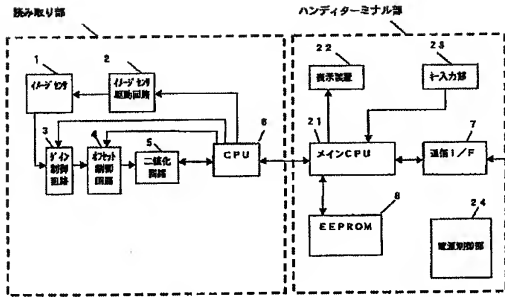 読み取り部
ハンディターミナル部
1
イメージセンサ
2
イメージセンサ
駆動回路
3
ゲイン
制御
回路
4
オフセット
制御
回路
5
二値化
回路
6
CPU
22
表示装置
23
キー入力部
21
メインCPU
7
通信I/F
8
EEPROM
24
電源制御部